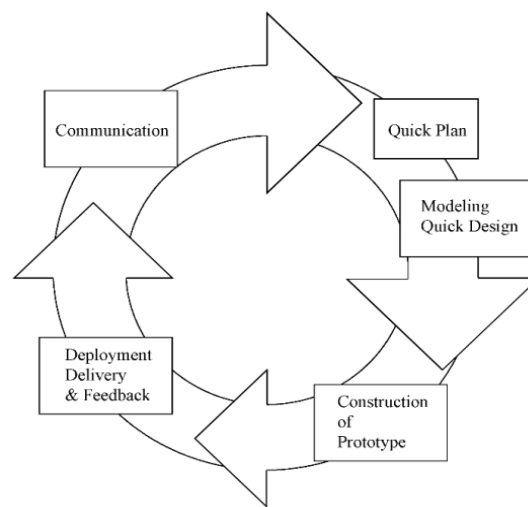 Communication
Quick Plan
Modeling
Quick Design
Construction
of
Prototype
Deployment
Delivery
& Feedback